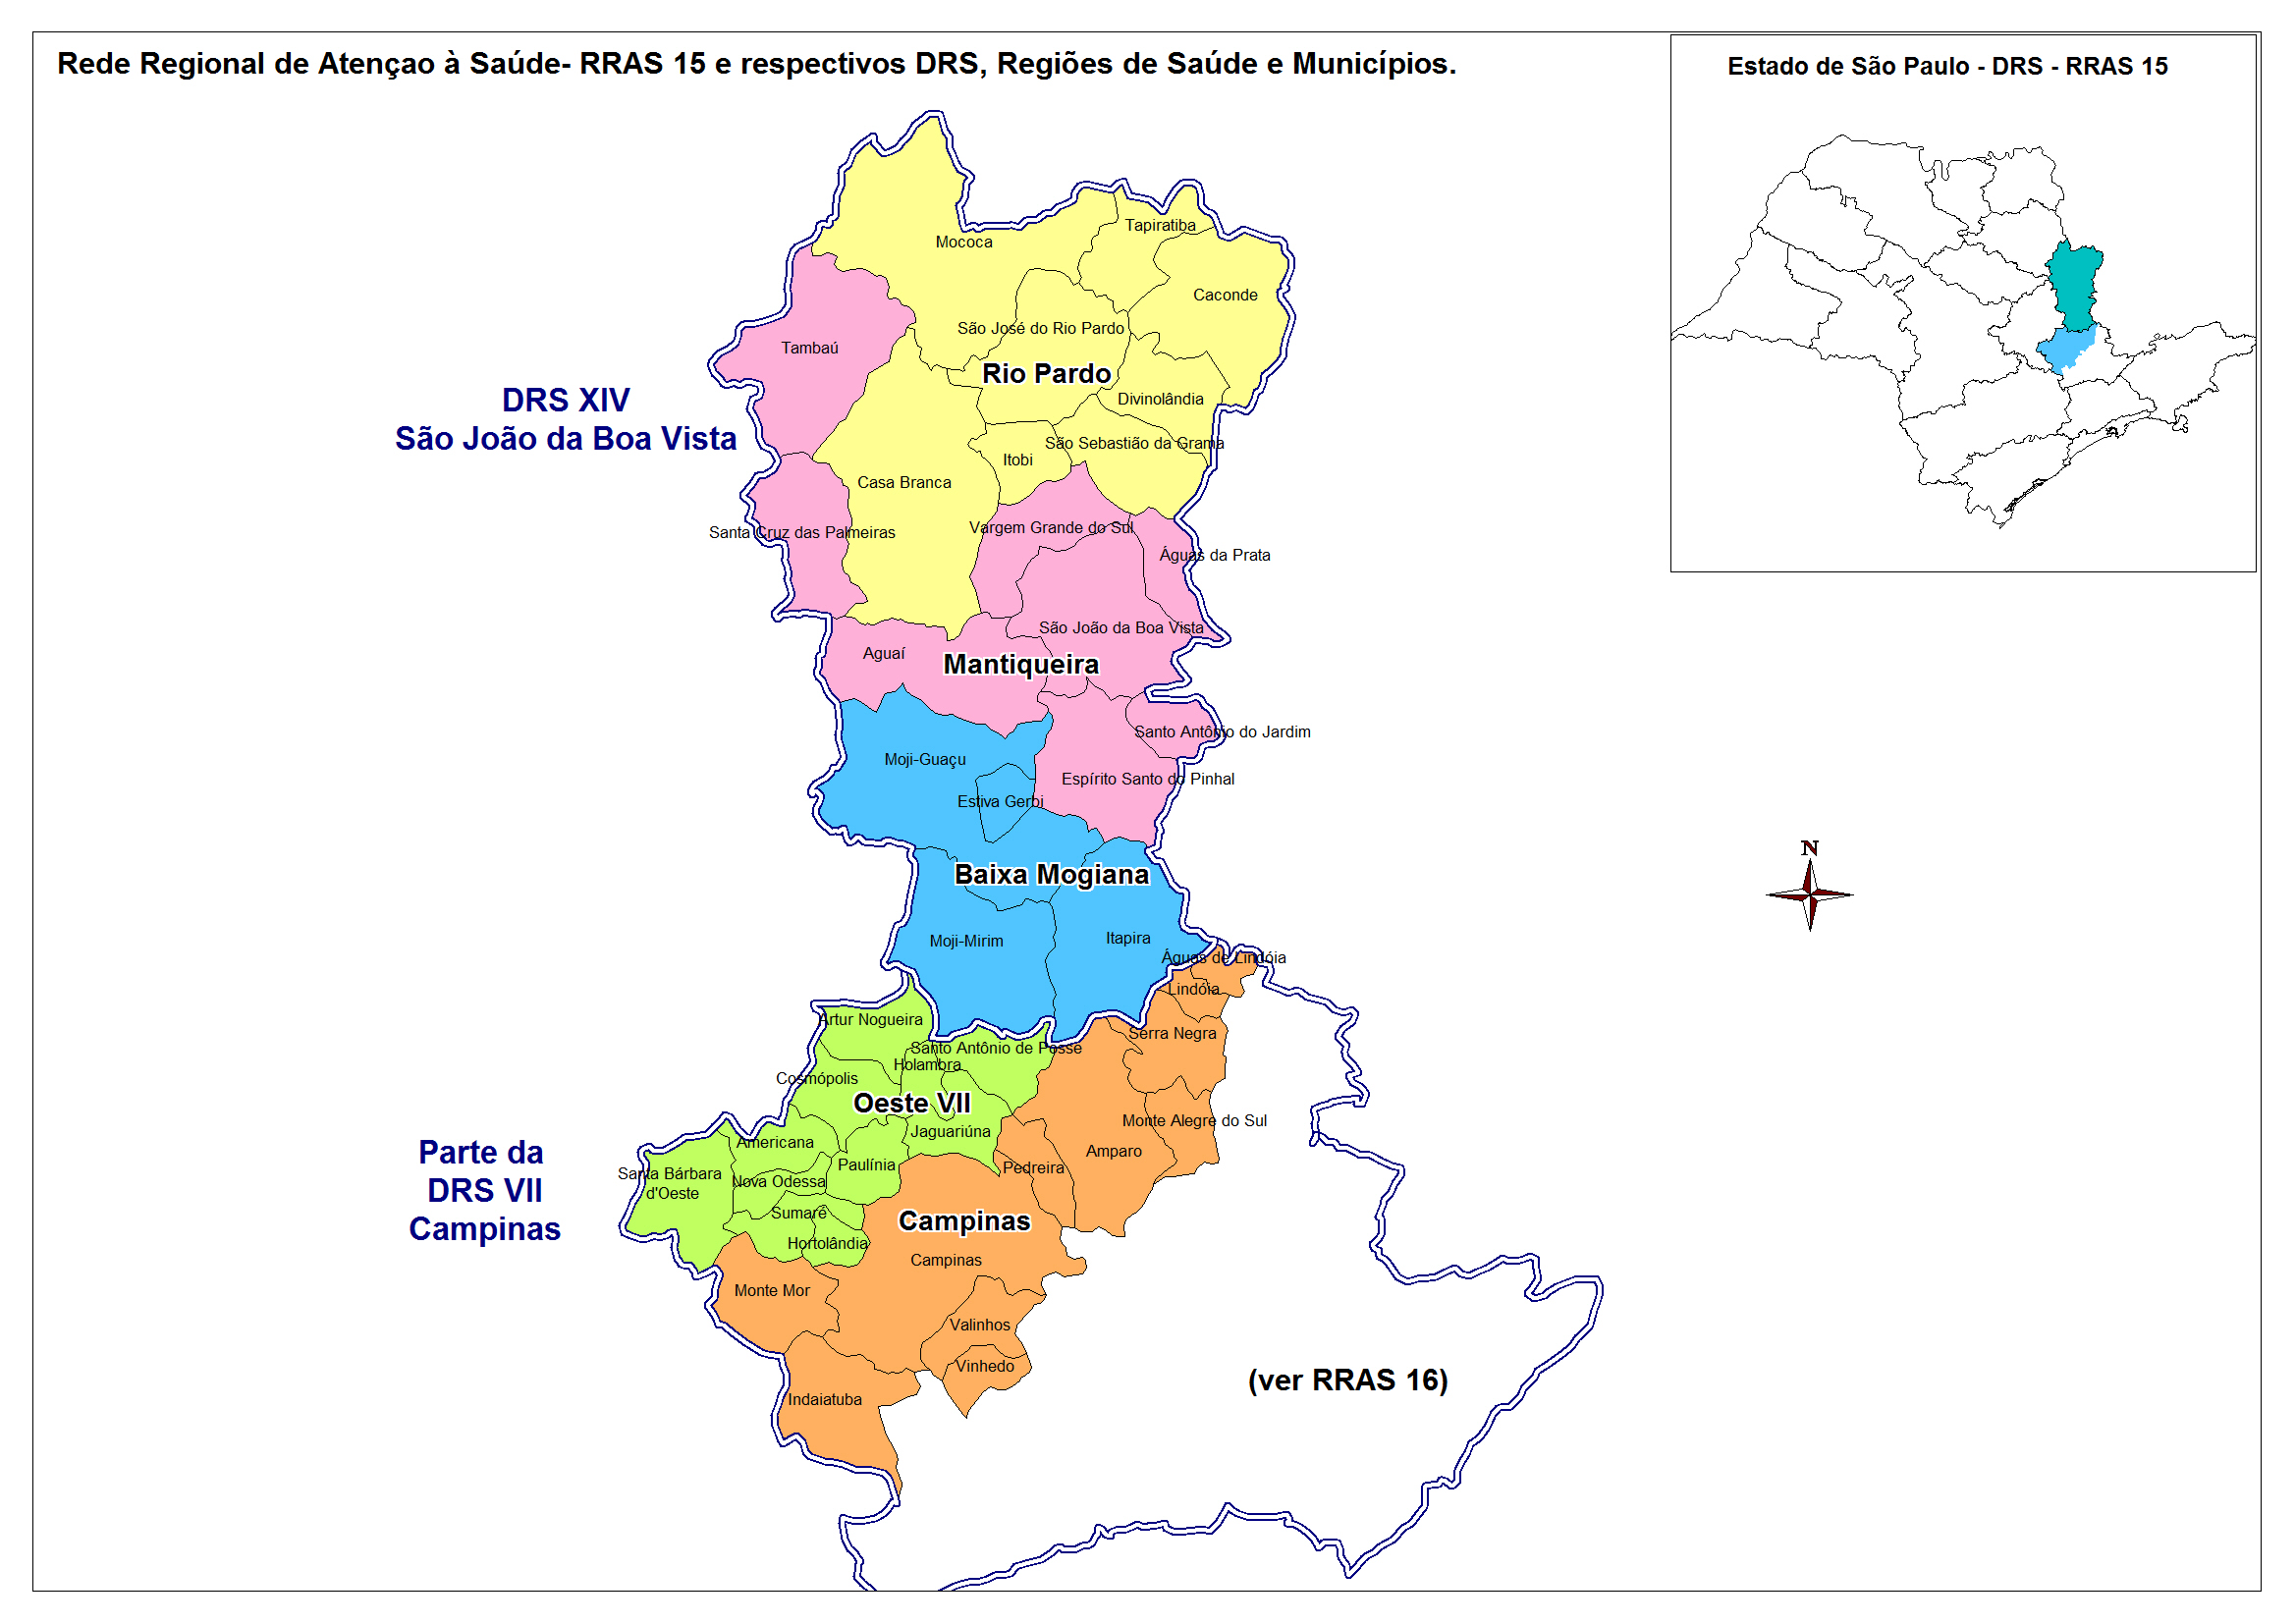 Rede Regional de Atençao à Saúde- RRAS 15 e respectivos DRS, Regiões de Saúde e Municípios.
Estado de São Paulo - DRS - RRAS 15
Tapiratiba
Mococa
Caconde
São José do Rio Pardo
Tambaú
Rio Pardo
DRS XIV
São João da Boa Vista
Divinolândia
São Sebastião da Grama
Itobi
Casa Branca
Vargem Grande do Sul
Santa Cruz das Palmeiras
Águas da Prata
São João da Boa Vista
Aguaí
Mantiqueira
Santo Antônio do Jardim
Moji-Guaçu
Espírito Santo do Pinhal
Estiva Gerbi
N
Baixa Mogiana
Moji-Mirim
Itapira
Águas de Lindóia
Lindóia
Artur Nogueira
Serra Negra
Santo Antônio de Posse
Holambra
Cosmópolis
Oeste VII
Monte Alegre do Sul
Jaguariúna
Americana
Amparo
Parte da
DRS VII
Campinas
Paulínia
Pedreira
Santa Bárbara
d'Oeste
Nova Odessa
Sumaré
Campinas
Hortolândia
Campinas
Monte Mor
Valinhos
Vinhedo
(ver RRAS 16)
Indaiatuba